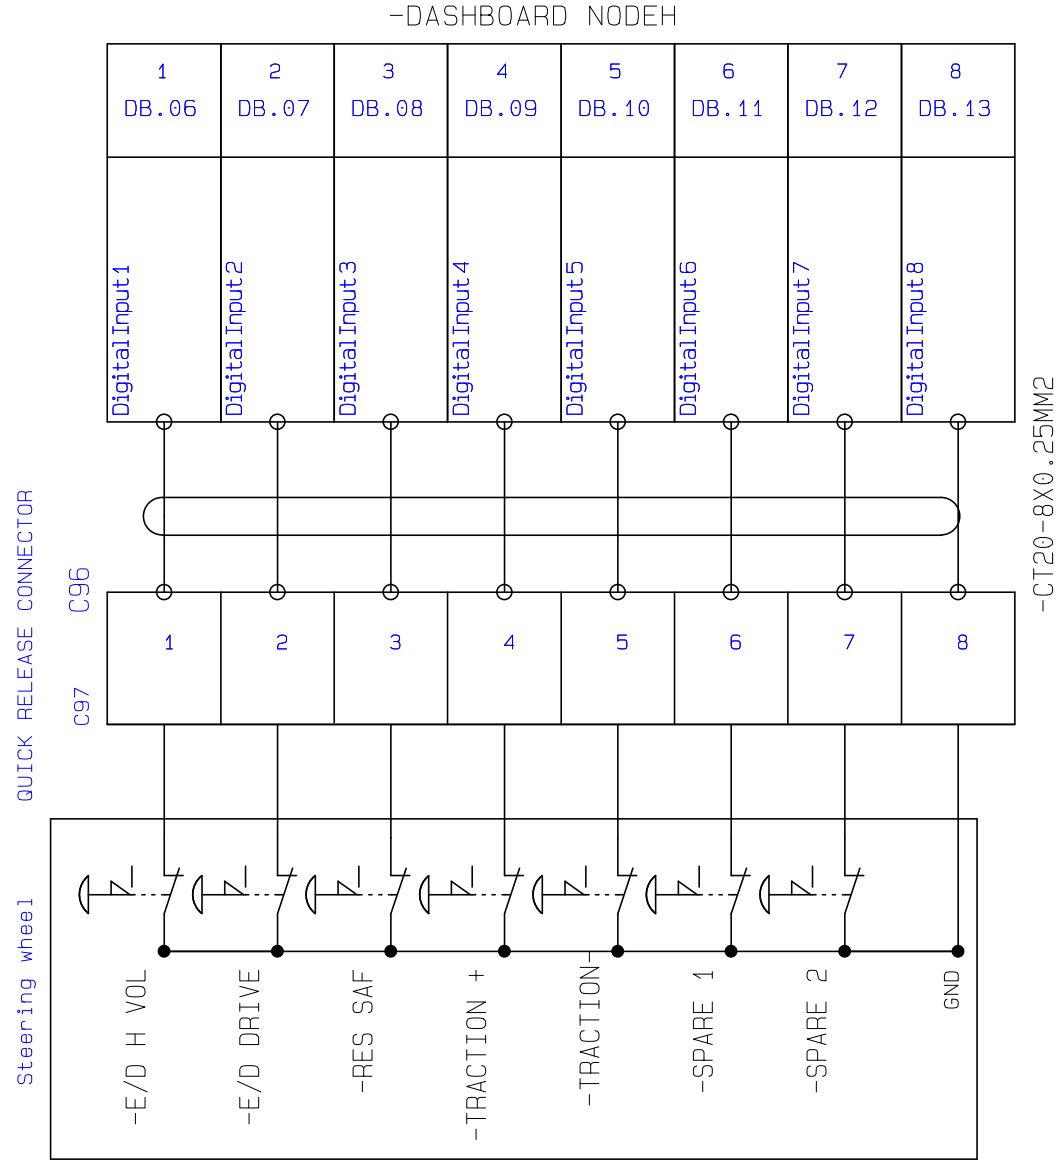 -DASHBOARD NODEH
1 2 3 4 5 6 7 8
DB.06 DB.07 DB.08 DB.09 DB.10 DB.11 DB.12 DB.13
DigitalInput1
DigitalInput2
DigitalInput3
DigitalInput4
DigitalInput5
DigitalInput6
DigitalInput7
DigitalInput8
-CT20-8X0.25MM2
QUICK RELEASE CONNECTOR
C96
C97
1 2 3 4 5 6 7 8
Steering wheel
-E/D H VOL
-E/D DRIVE
-RES SAF
-TRACTION +
-TRACTION-
-SPARE 1
-SPARE 2
GND